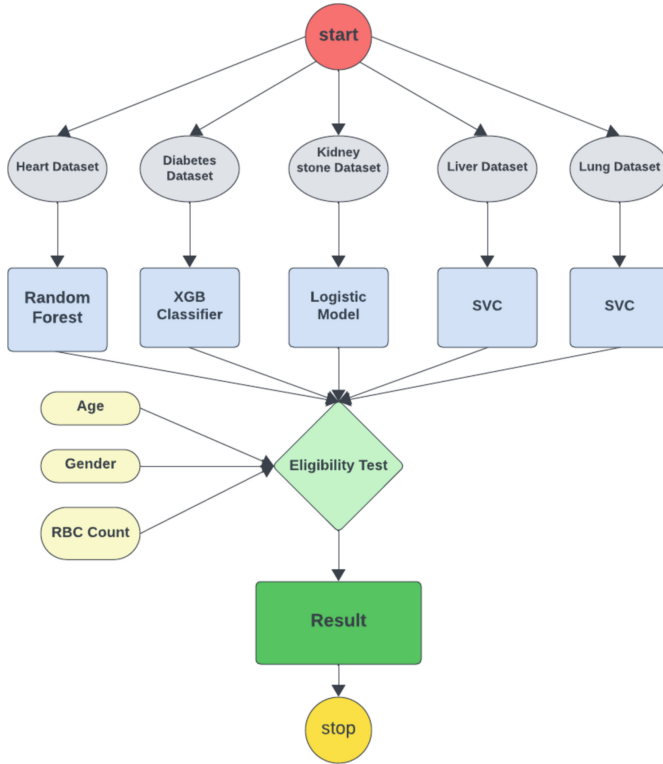 start
Heart Dataset
Diabetes
Dataset
Kidney
stone Dataset
Liver Dataset
Lung Dataset
Random
Forest
XGB
Classifier
Logistic
Model
SVC
SVC
Age
Gender
RBC Count
Eligibility Test
Result
stop